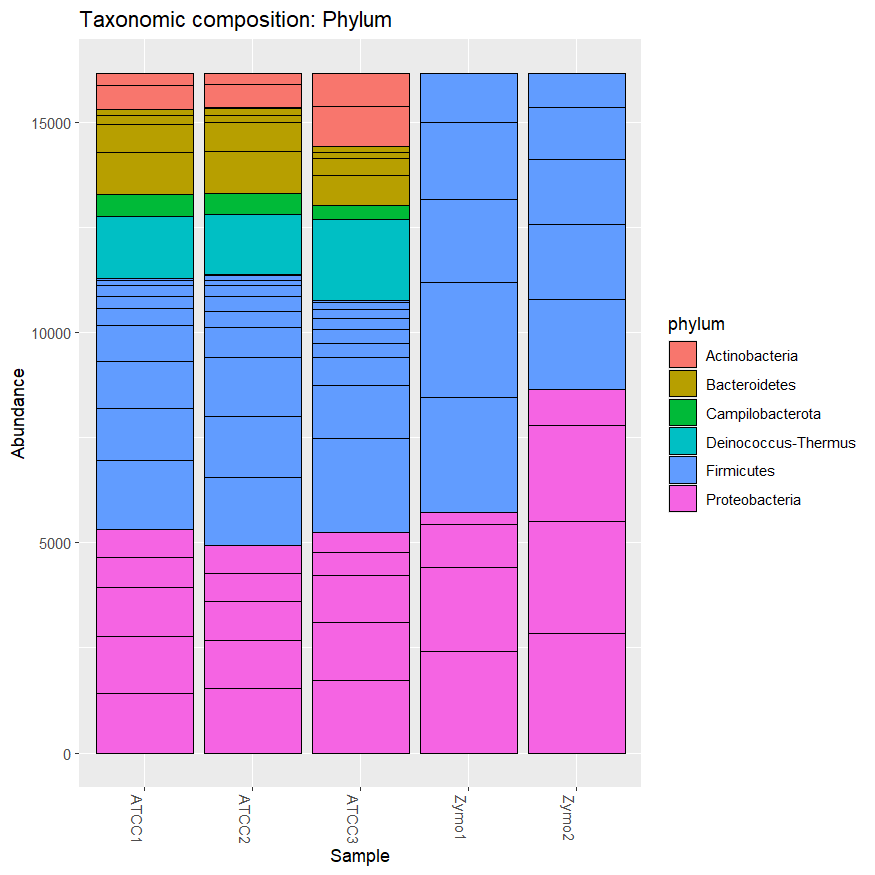 Taxonomic composition: Phylum
Abundance
15000
10000
5000
0
ATCC1
ATCC2
ATCC3
Zymo1
Zymo2
Sample
phylum
Actinobacteria
Bacteroidetes
Campilobacterota
Deinococcus-Thermus
Firmicutes
Proteobacteria